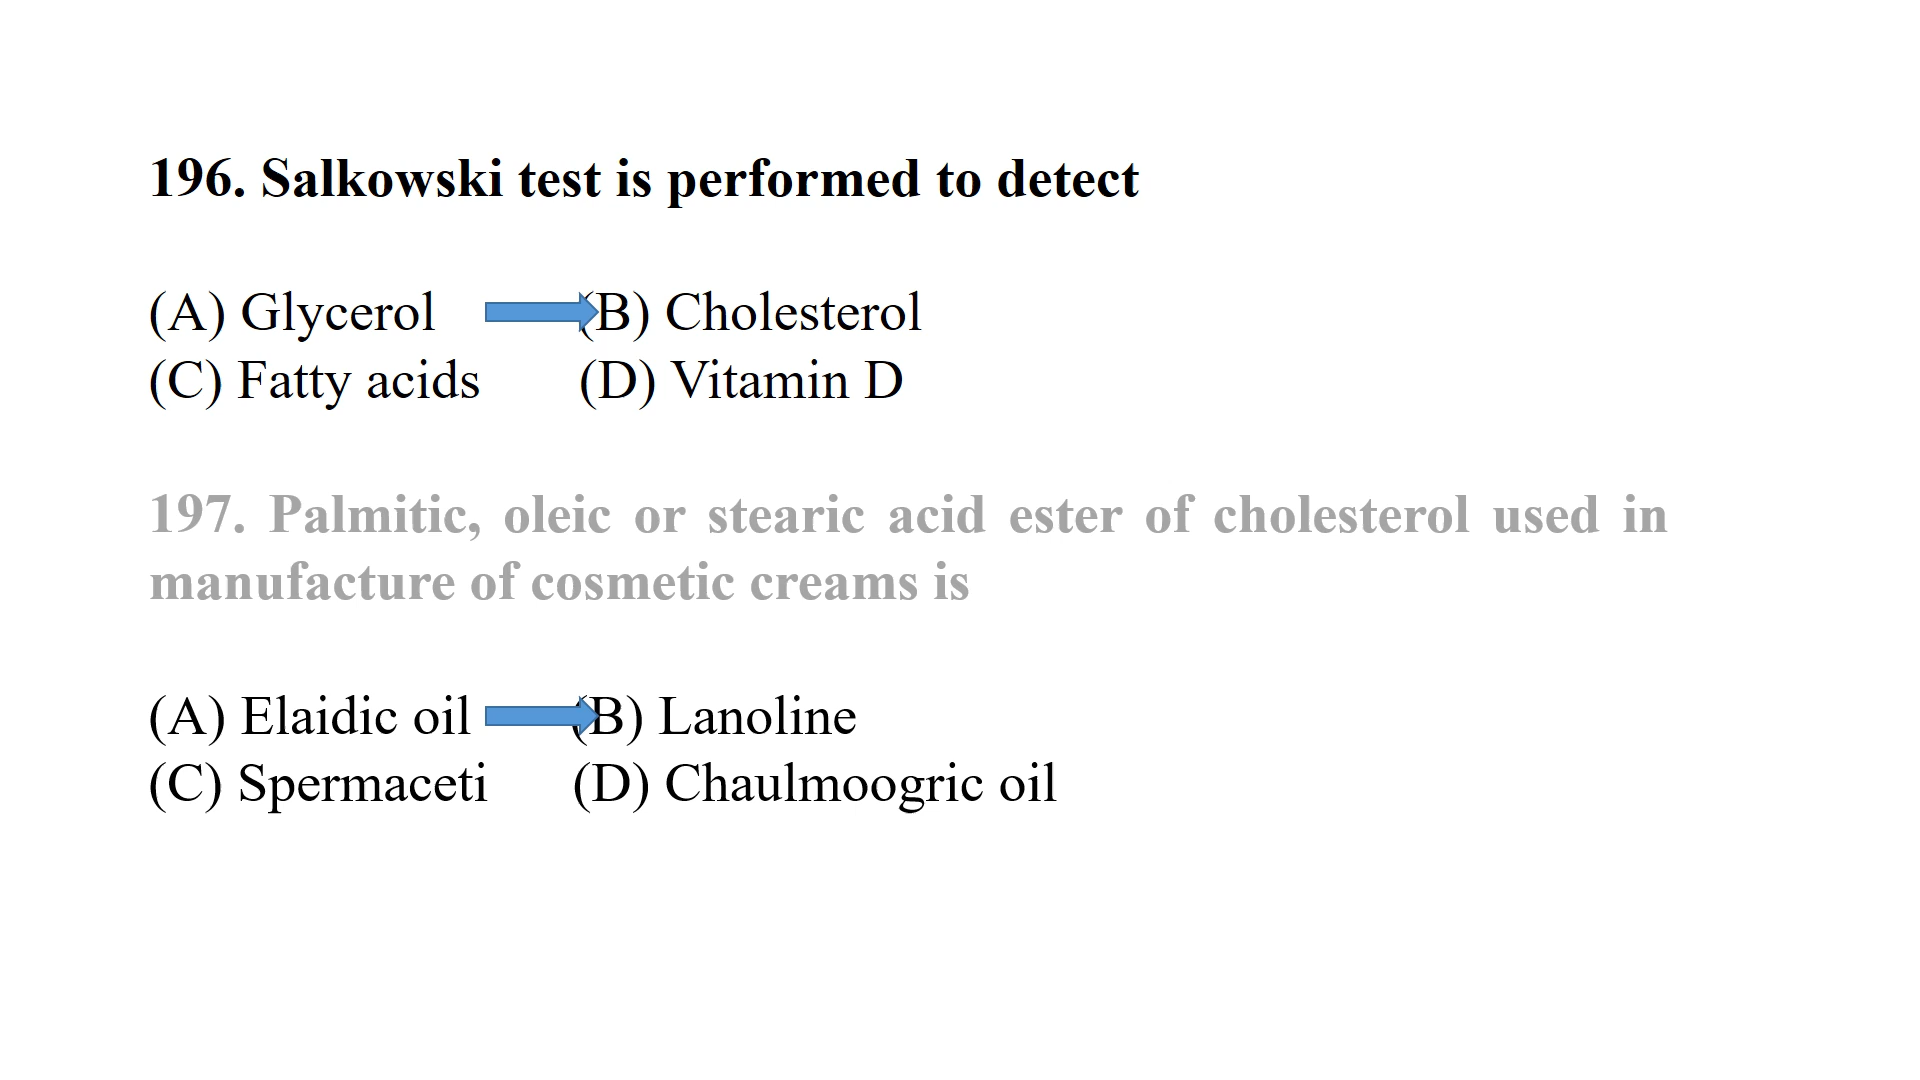 196. Salkowski test is performed to detect
(A) Glycerol (B) Cholesterol
(C) Fatty acids (D) Vitamin D
197. Palmitic, oleic or stearic acid ester of cholesterol used in
manufacture of cosmetic creams is
(A) Elaidic oil (B) Lanoline
(C) Spermaceti (D) Chaulmoogric oil